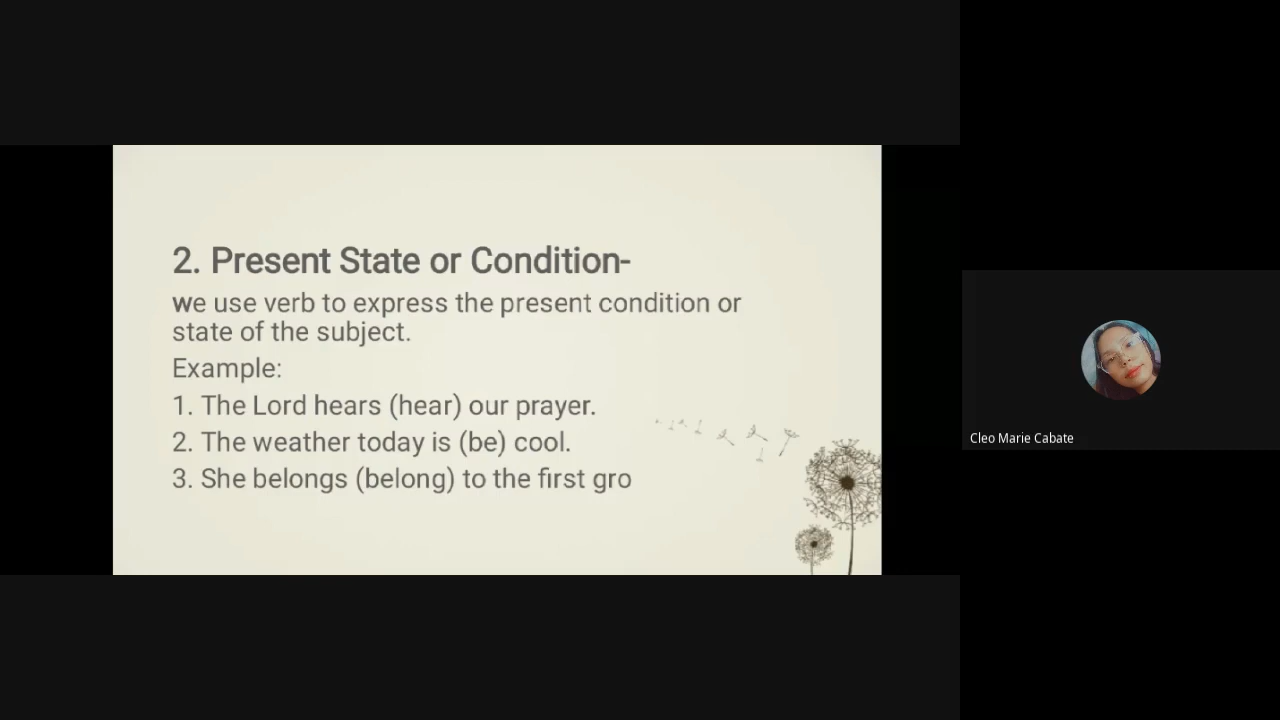 2. Present State or Condition-
we use verb to express the present condition or
state of the subject.
Example:
1. The Lord hears (hear) our prayer.
2. The weather today is (be) cool.
3. She belongs (belong) to the first gro
Cleo Marie Cabate